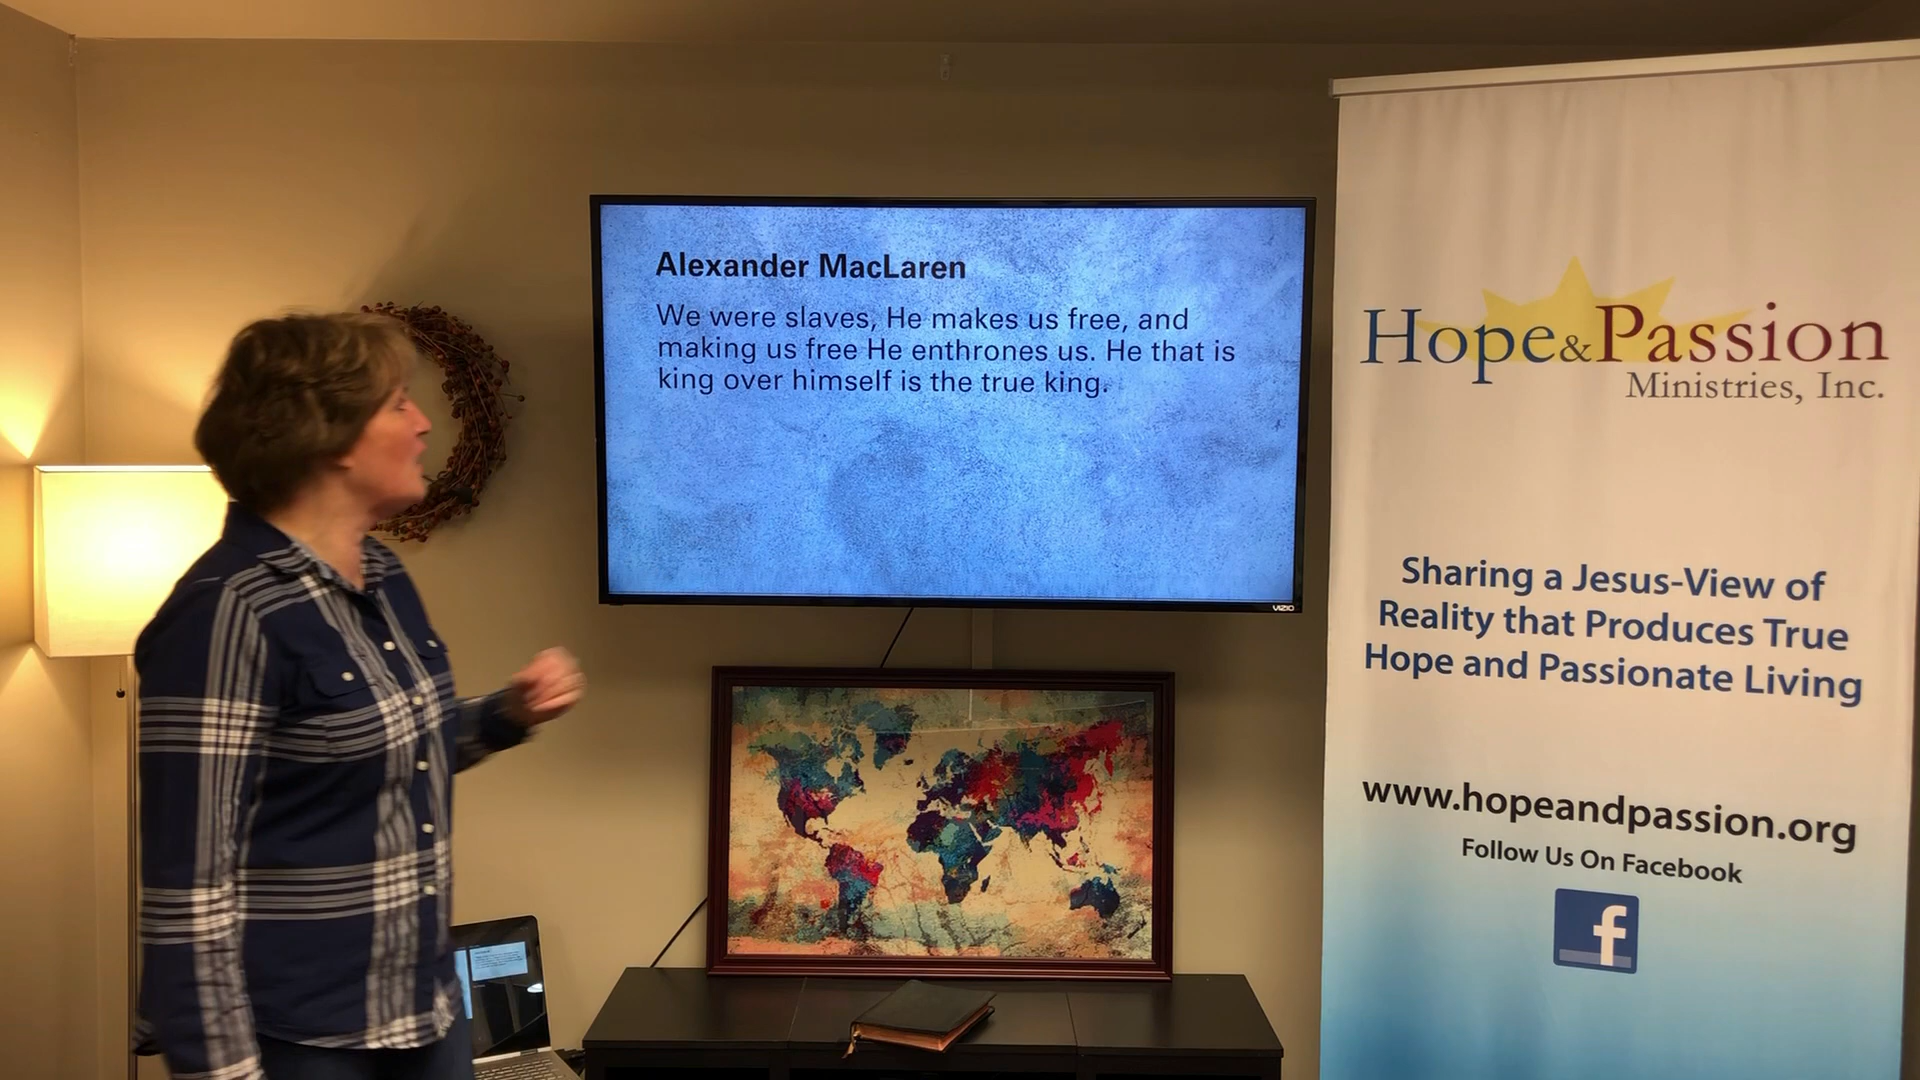 Alexander MacLaren
We were slaves, He makes us free, and
making us free He enthrones us. He that is
king over himself is the true king.
VIZIO
Hope&Passion
Ministries, Inc.
Sharing a Jesus-View of
Reality that Produces True
Hope and Passionate Living
www.hopeandpassion.org
Follow Us On Facebook
f